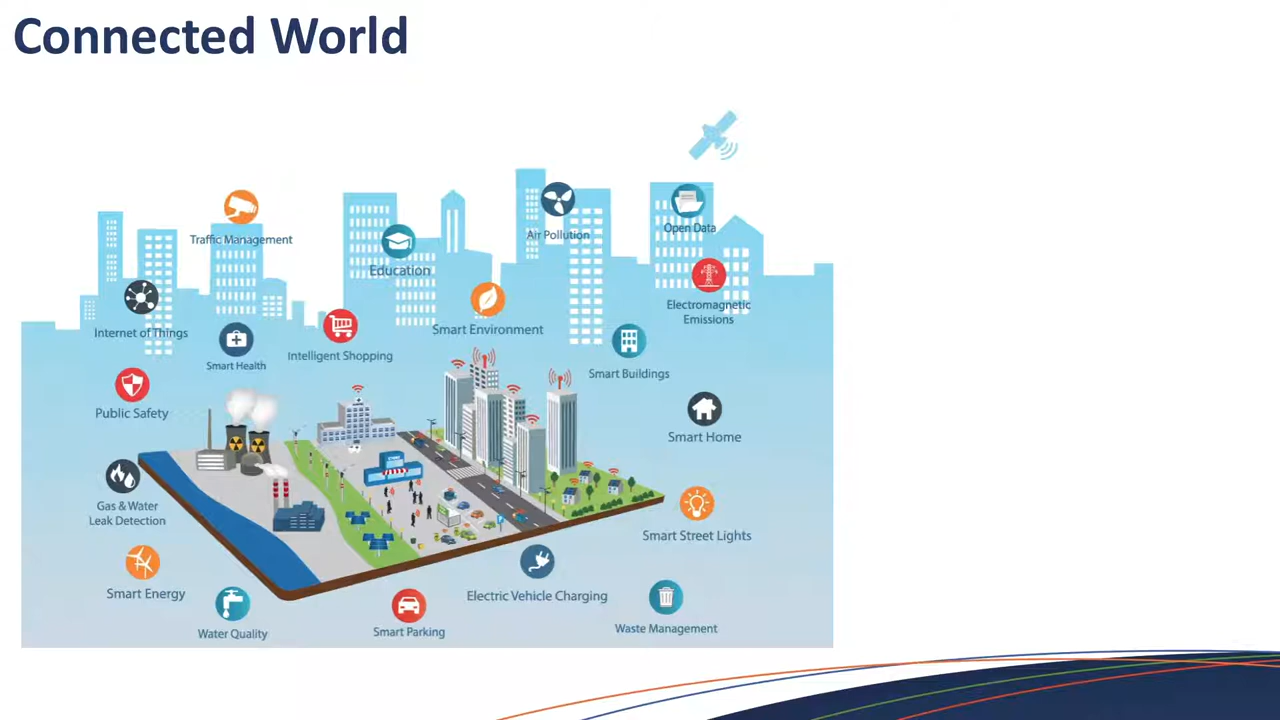 Connected World
Traffic Management
Education
Air Pollution
Open Data
Internet of Things
Smart Health
Intelligent Shopping
Smart Environment
Electromagnetic
Emissions
Smart Buildings
Public Safety
Smart Home
Gas & Water
Leak Detection
Smart Street Lights
Smart Energy
Water Quality
Smart Parking
Electric Vehicle Charging
Waste Management